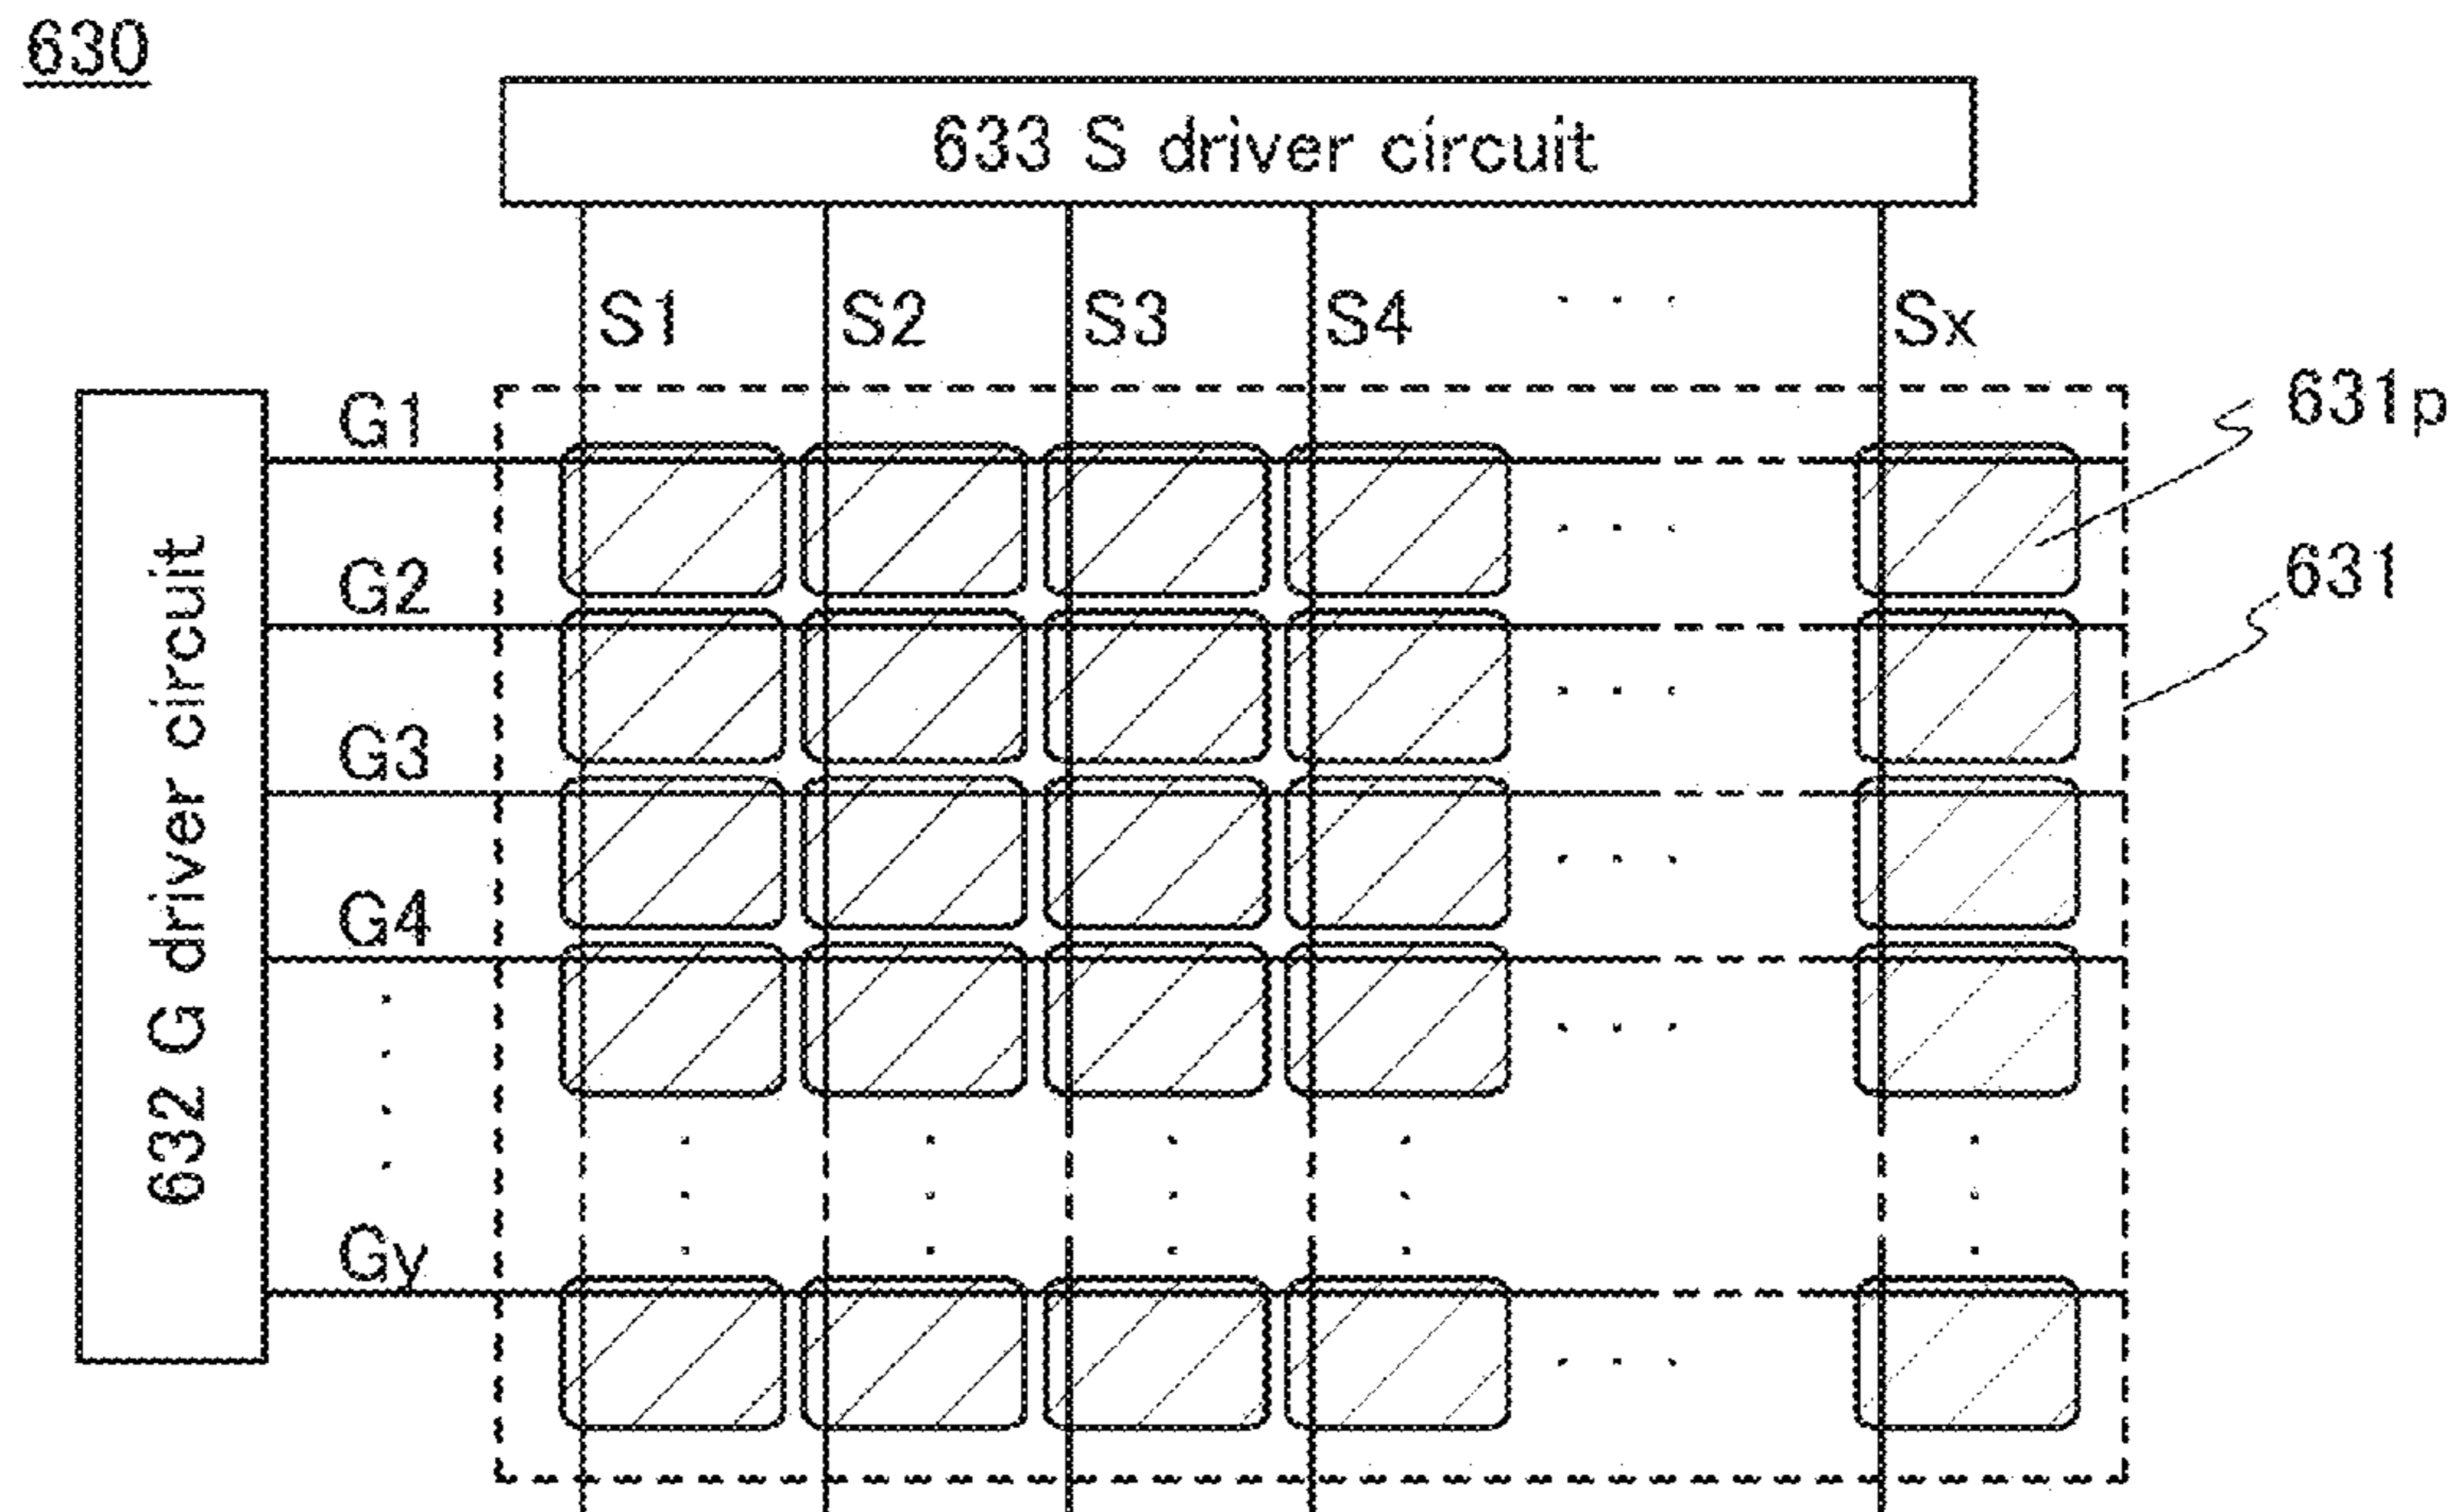 630
633 S driver circuit
S1 S2 S3 S4 . . . Sx
631p
631
632 G driver circuit
G1
G2
G3
G4
Gy